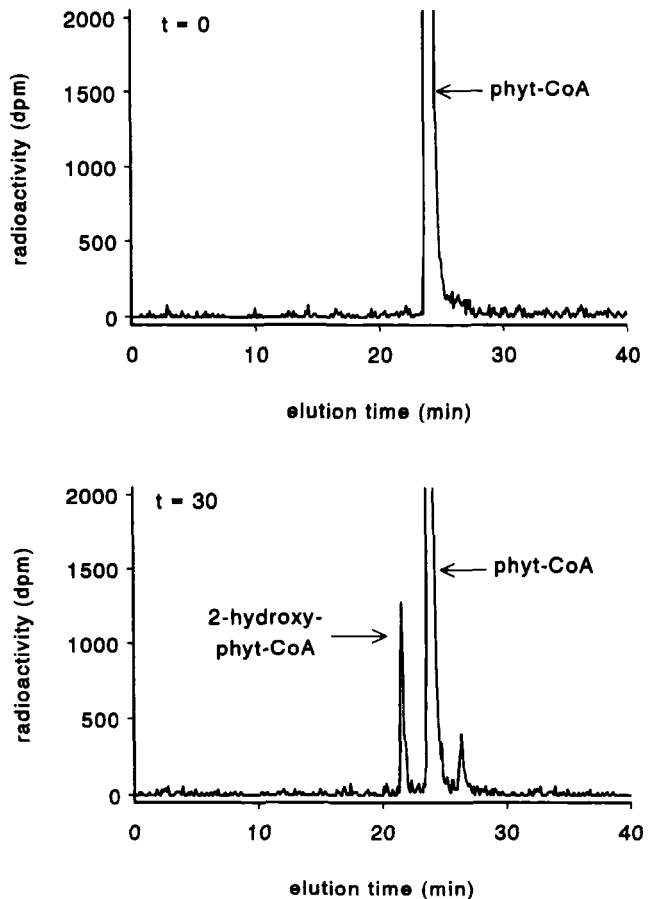 t = 0
radioactivity (dpm)
2000
1500
1000
500
0
phyt-CoA
0 10 20 30 40
elution time (min)
t = 30
radioactivity (dpm)
2000
1500
1000
500
0
phyt-CoA
2-hydroxy-
phyt-CoA
0 10 20 30 40
elution time (min)